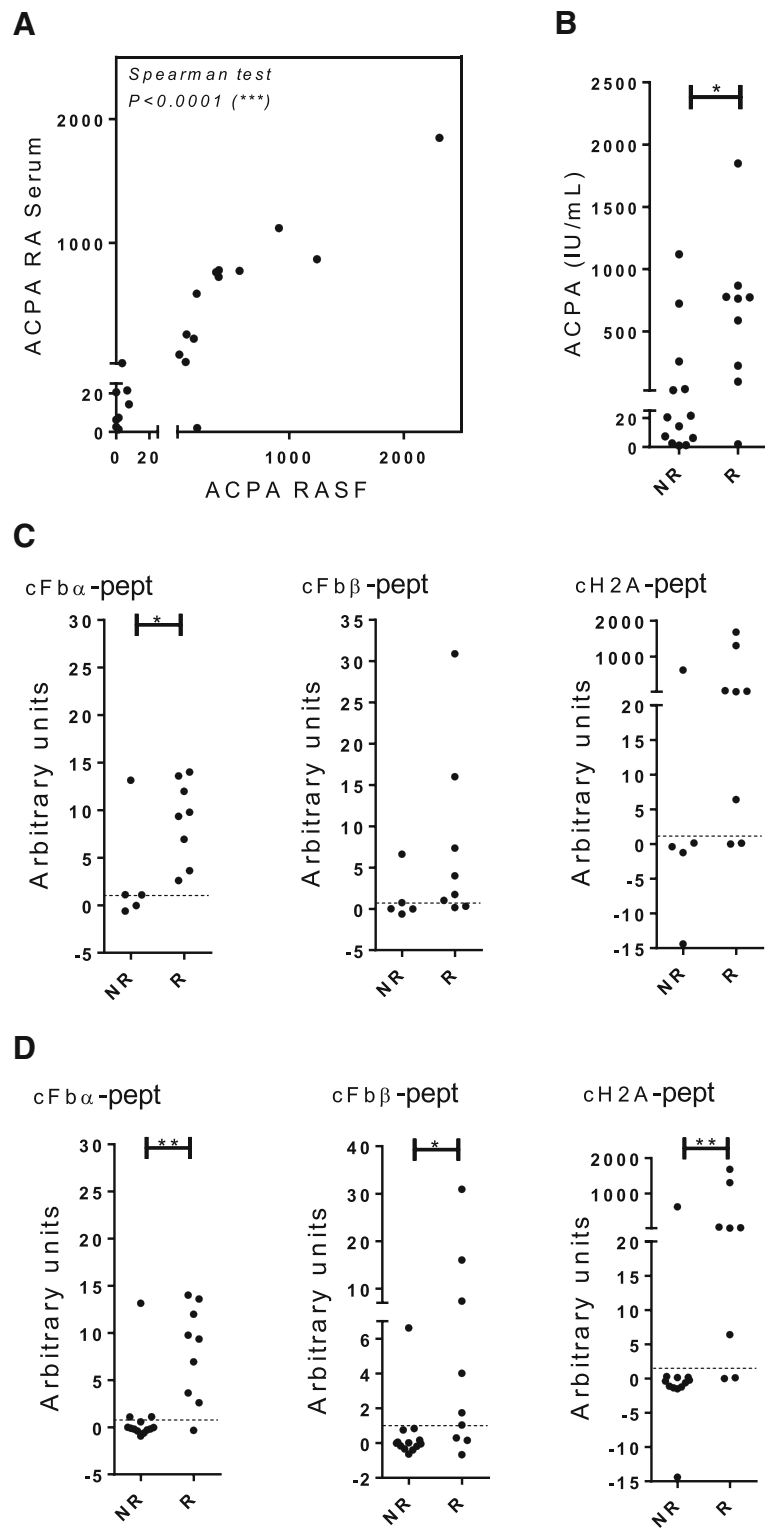 A
Spearman test
P<0.0001 (***)
ACPA RA Serum
2000
1000
20
0
0 20 1000 2000
ACPA RASF
B
*
ACPA (IU/mL)
2500
2000
1500
1000
500
20
0
NR R
C
cFbα-pept
*
Arbitrary units
30
25
20
15
10
5
0
-5
NR R
cFbβ-pept
Arbitrary units
35
30
25
20
15
10
5
0
-5
NR R
cH2A-pept
Arbitrary units
2000
1000
20
15
10
5
0
-5
-10
-15
NR R
D
cFbα-pept
**
Arbitrary units
30
25
20
15
10
5
0
-5
NR R
cFbβ-pept
*
Arbitrary units
40
30
20
10
6
4
2
0
-2
NR R
cH2A-pept
**
Arbitrary units
2000
1000
20
15
10
5
0
-5
-10
-15
NR R